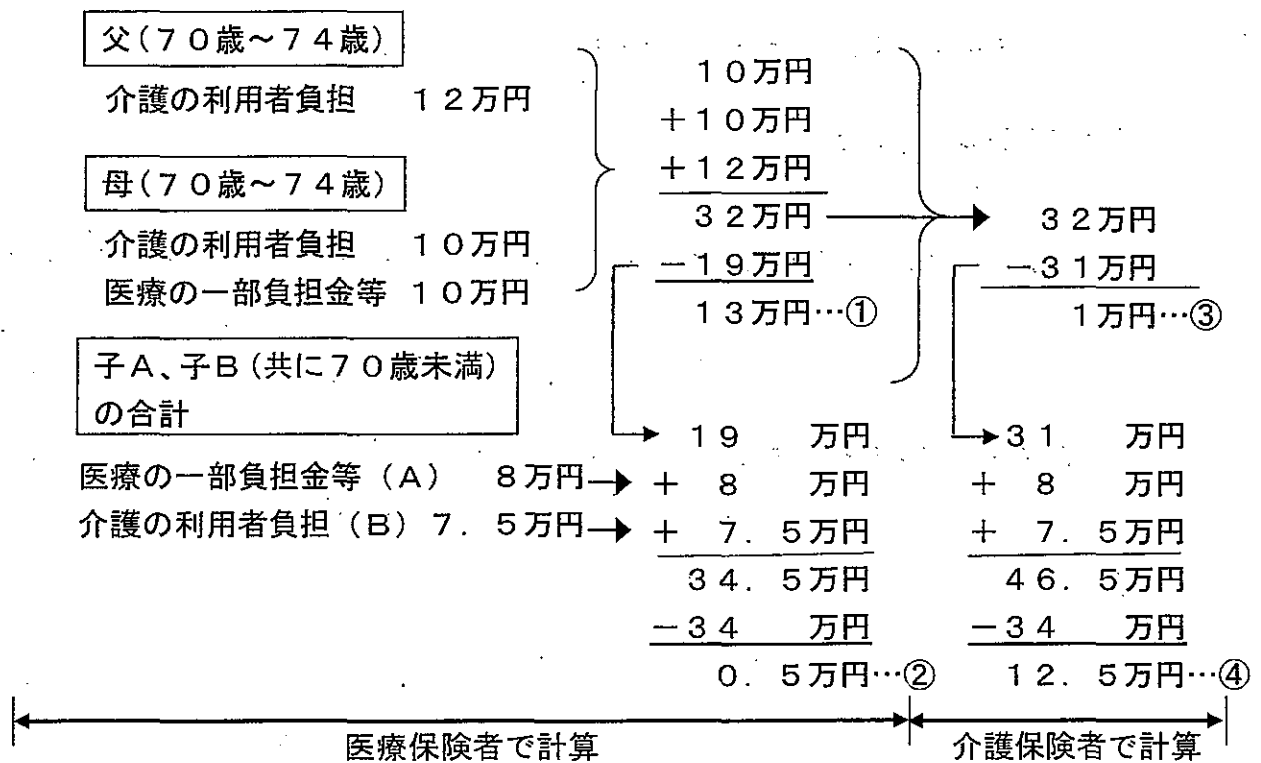 父(70歳~74歳)
介護の利用者負担 12万円
母(70歳~74歳)
介護の利用者負担 10万円
医療の一部負担金等 10万円
子A、子B(共に70歳未満)
の合計
医療の一部負担金等(A) 8万円
介護の利用者負担(B)7.5万円
10万円
+10万円
+12万円
32万円
-19万円
13万円…①
19 万円
+ 8 万円
+ 7.5万円
34.5万円
-34 万円
0.5万円…②
32万円
-31万円
1万円…③
31 万円
+ 8 万円
+ 7.5万円
46.5万円
-34 万円
12.5万円…④
医療保険者で計算
介護保険者で計算